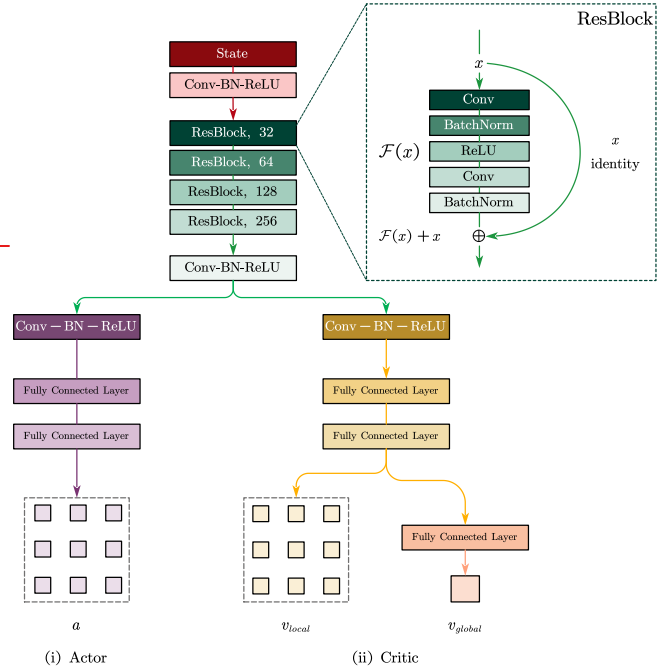 ResBlock
State
Conv-BN-ReLU
ResBlock, 32
ResBlock, 64
ResBlock, 128
ResBlock, 256
Conv-BN-ReLU
x
Conv
BatchNorm
ReLU
Conv
BatchNorm
F(x)
x
identity
F(x) + x
⊕
Conv – BN – ReLU
Fully Connected Layer
Fully Connected Layer
a
(i) Actor
Conv – BN – ReLU
Fully Connected Layer
Fully Connected Layer
Fully Connected Layer
v_local
v_global
(ii) Critic